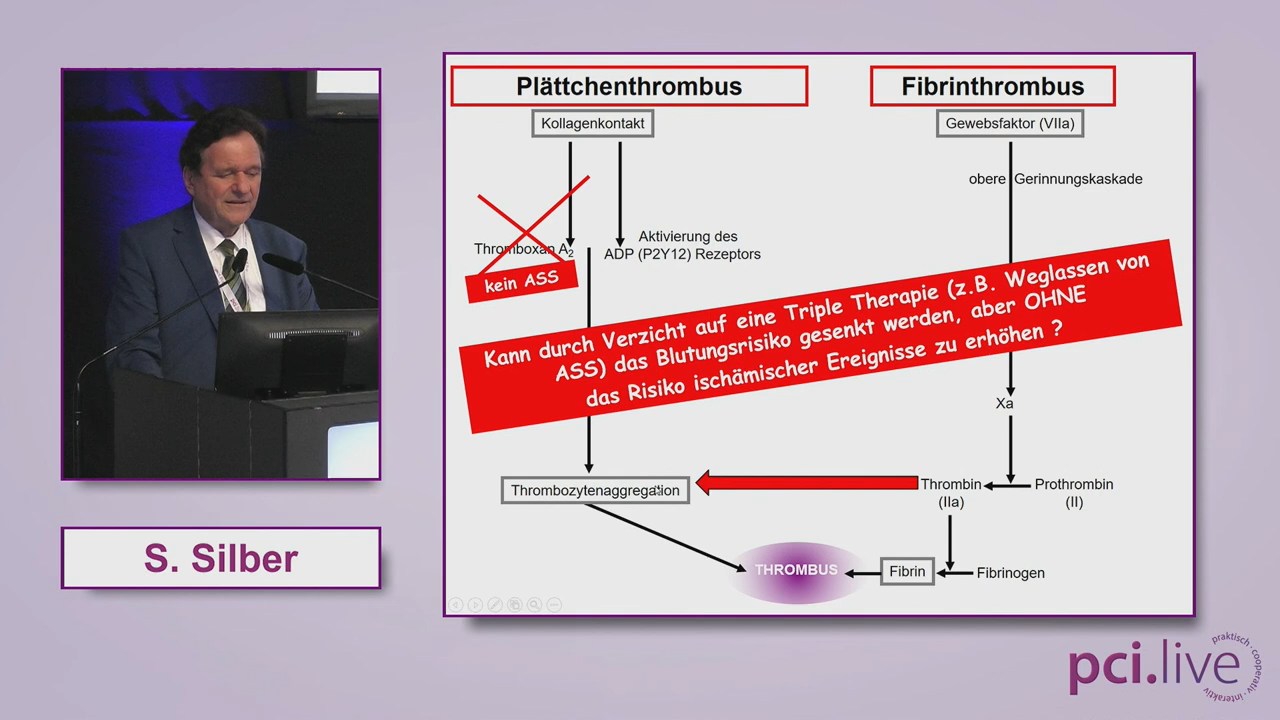 Plättchenthrombus
Fibrinthrombus
Kollagenkontakt
Gewebsfaktor (VIIa)
obere Gerinnungskaskade
Thromboxan A2
Aktivierung des
ADP (P2Y12) Rezeptors
kein ASS
Kann durch Verzicht auf eine Triple Therapie (z.B. Weglassen von
ASS) das Blutungsrisiko gesenkt werden, aber OHNE
das Risiko ischämischer Ereignisse zu erhöhen ?
Xa
Thrombozytenaggregation
Thrombin
(IIa)
Prothrombin
(II)
THROMBUS
Fibrin
Fibrinogen
S. Silber
pci.live
praktisch · cooperativ · interaktiv